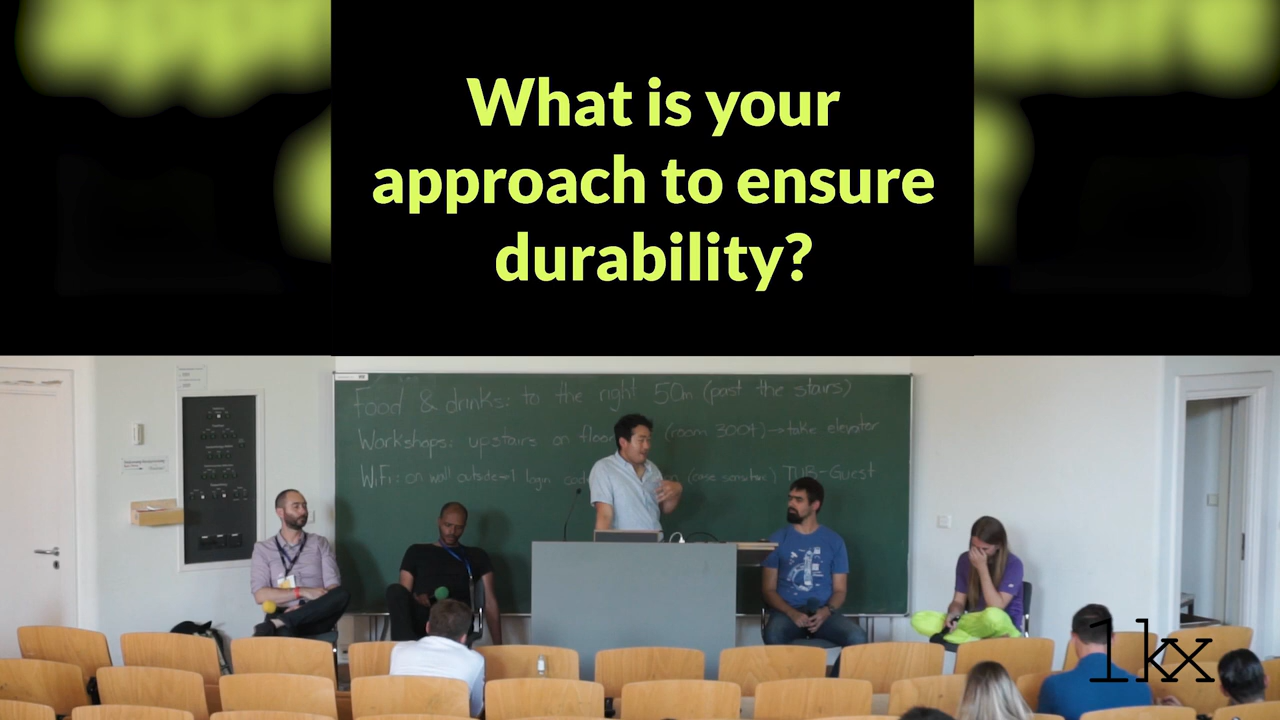 What is your
approach to ensure
durability?
Food & drinks: to the right 50m (past the stairs)
Workshops: upstairs on floor (room 3004)→take elevator
WiFi: on wall outside→1 login (case sensitive) TUB-Guest
1kx